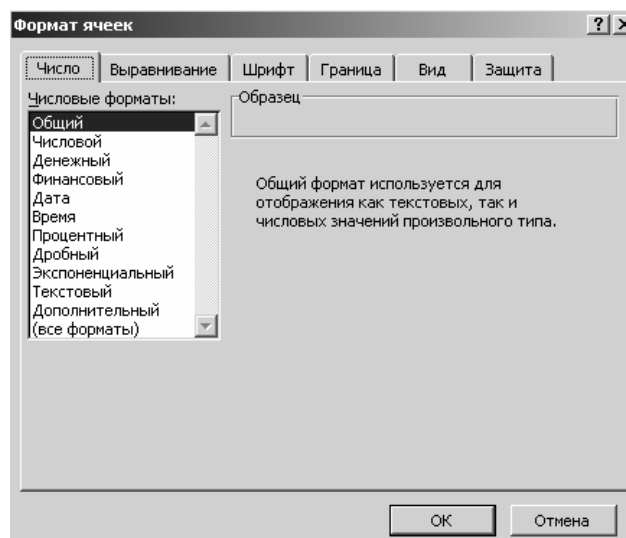 Формат ячеек
Число Выравнивание Шрифт Граница Вид Защита
Числовые форматы:
Образец
Общий
Числовой
Денежный
Финансовый
Дата
Время
Процентный
Дробный
Экспоненциальный
Текстовый
Дополнительный
(все форматы)
Общий формат используется для
отображения как текстовых, так и
числовых значений произвольного типа.
ОК Отмена